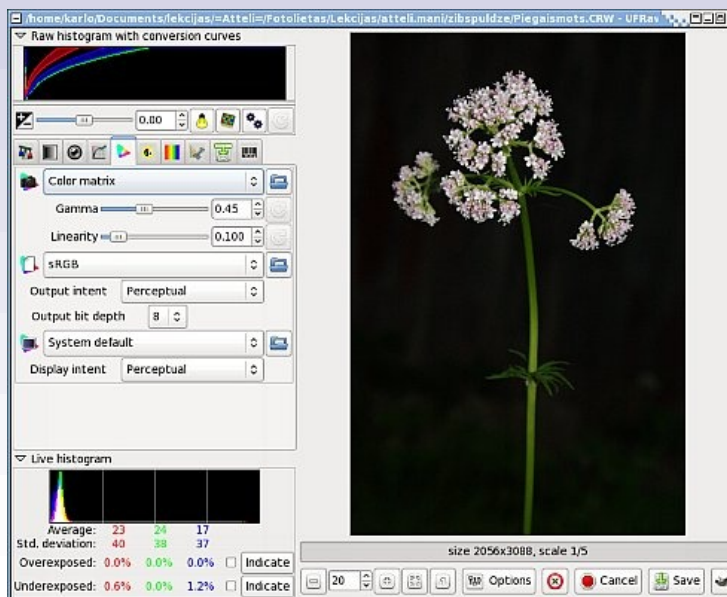 /home/karlo/Documents/lekcijas/=Atteli=/Fotolietas/Lekcijas/atteli.mani/zibspuldze/Piegaismots.CRW - UFRaw
Raw histogram with conversion curves
0.00
Color matrix
Gamma 0.45
Linearity 0.100
sRGB
Output intent Perceptual
Output bit depth 8
System default
Display intent Perceptual
Live histogram
Average: 23 24 17
Std. deviation: 40 38 37
Overexposed: 0.0% 0.0% 0.0% Indicate
Underexposed: 0.6% 0.0% 1.2% Indicate
size 2056x3088, scale 1/5
20 Options Cancel Save